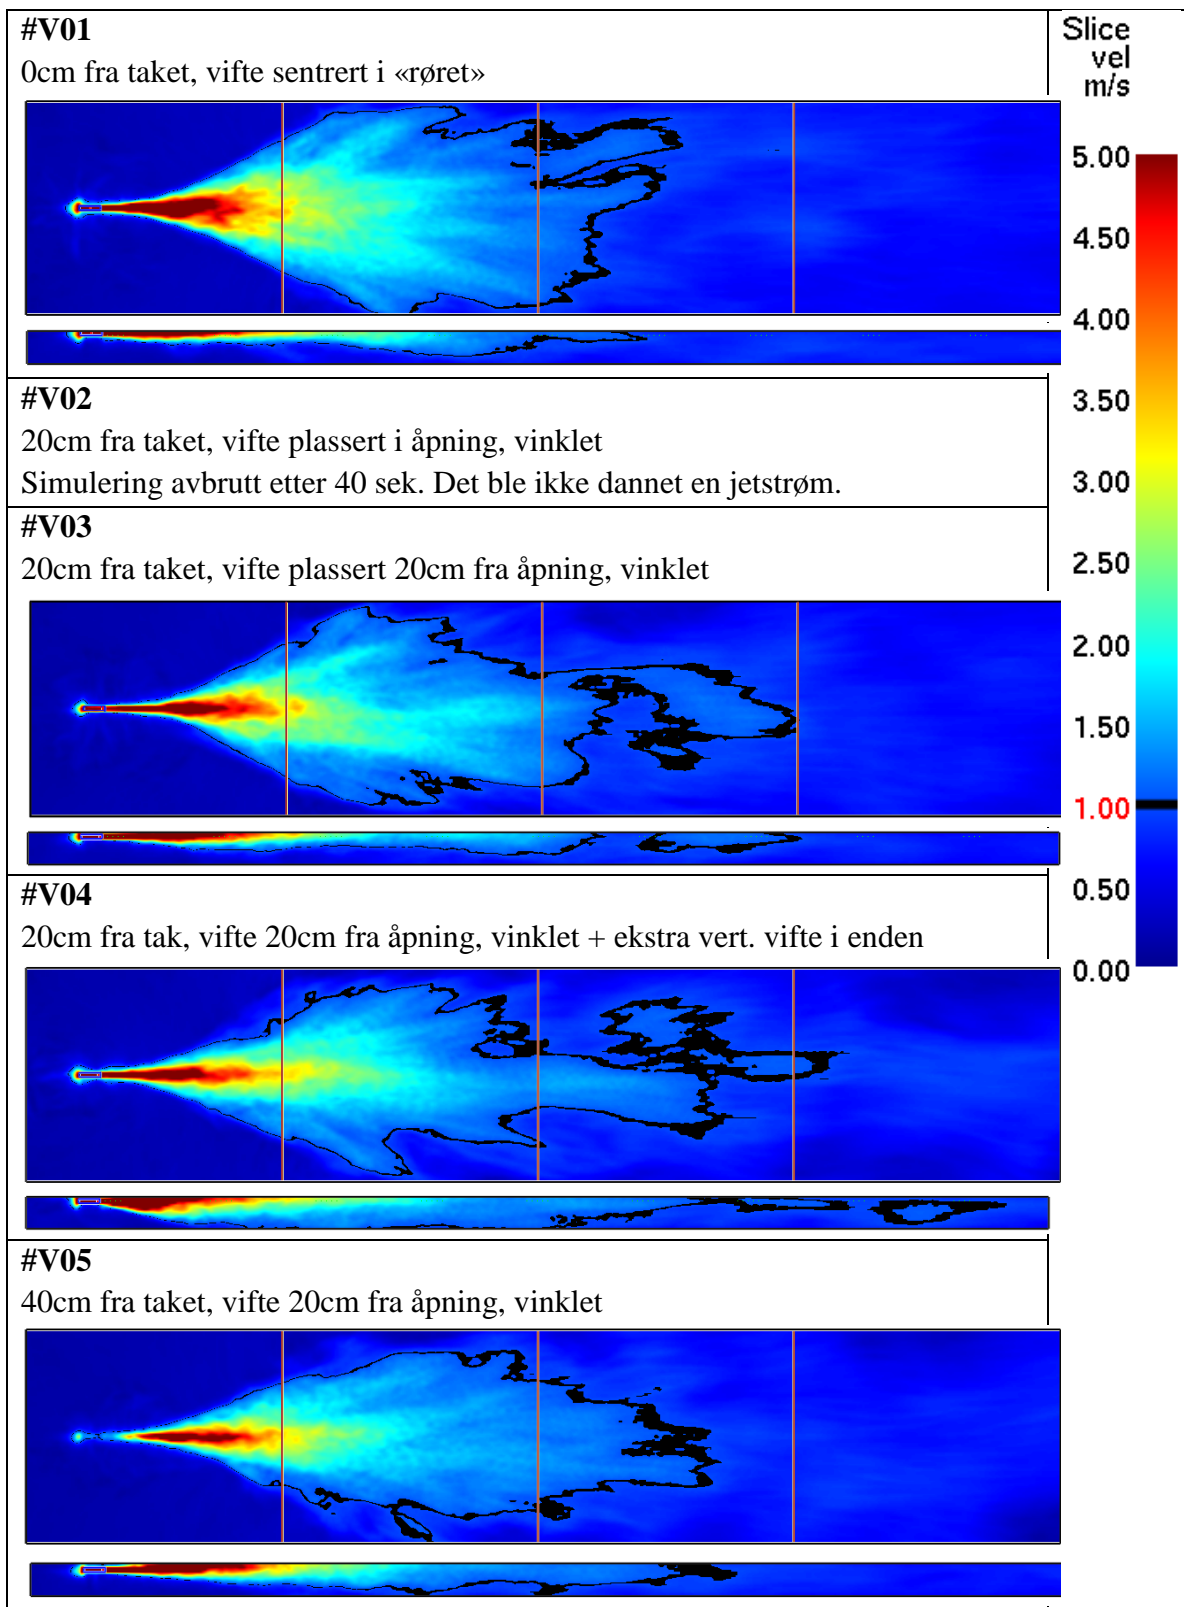 #V01
0cm fra taket, vifte sentrert i «røret»
Slice
vel
m/s
5.00
4.50
4.00
3.50
3.00
2.50
2.00
1.50
1.00
0.50
0.00
#V02
20cm fra taket, vifte plassert i åpning, vinklet
Simulering avbrutt etter 40 sek. Det ble ikke dannet en jetstrøm.
#V03
20cm fra taket, vifte plassert 20cm fra åpning, vinklet
#V04
20cm fra tak, vifte 20cm fra åpning, vinklet + ekstra vert. vifte i enden
#V05
40cm fra taket, vifte 20cm fra åpning, vinklet